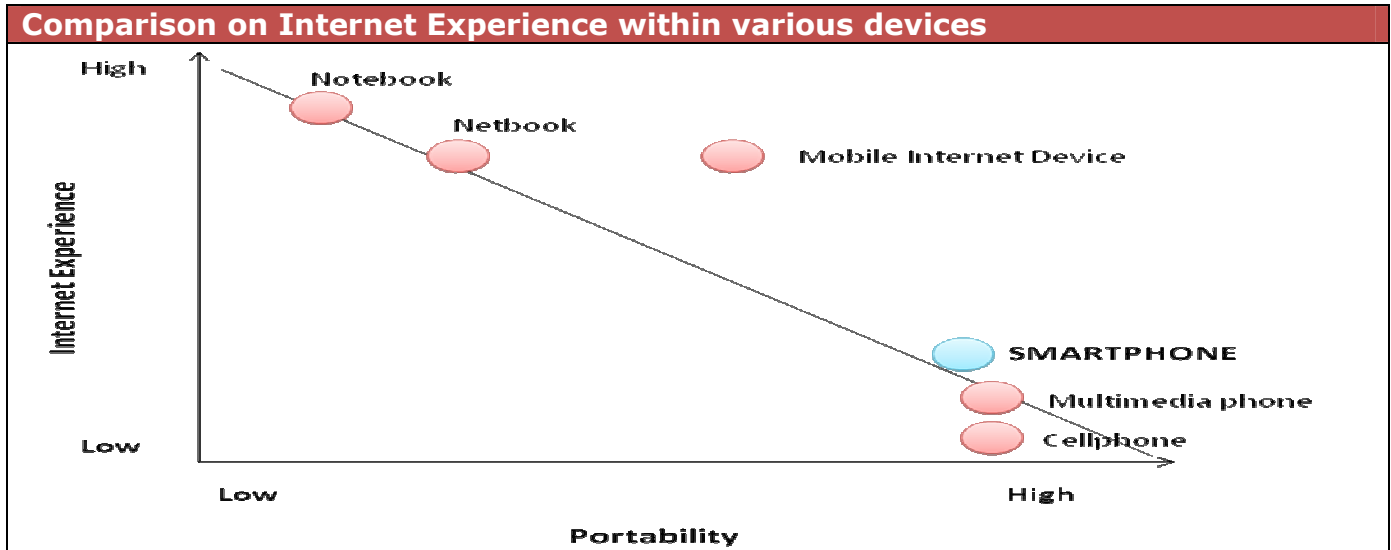 Comparison on Internet Experience within various devices
High
Notebook
Netbook
Mobile Internet Device
Internet Experience
SMARTPHONE
Multimedia phone
Cellphone
Low
Low
High
Portability